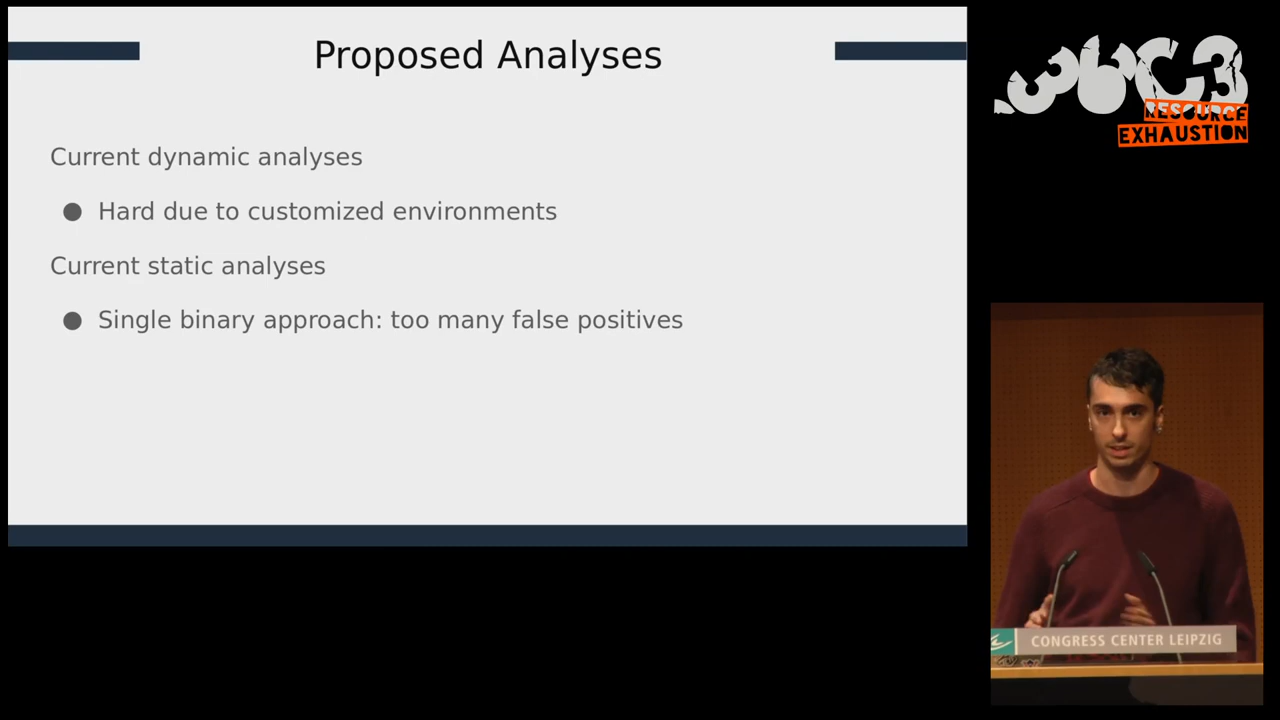 Proposed Analyses
Current dynamic analyses
● Hard due to customized environments
Current static analyses
● Single binary approach: too many false positives
36C3
RESOURCE
EXHAUSTION
CONGRESS CENTER LEIPZIG